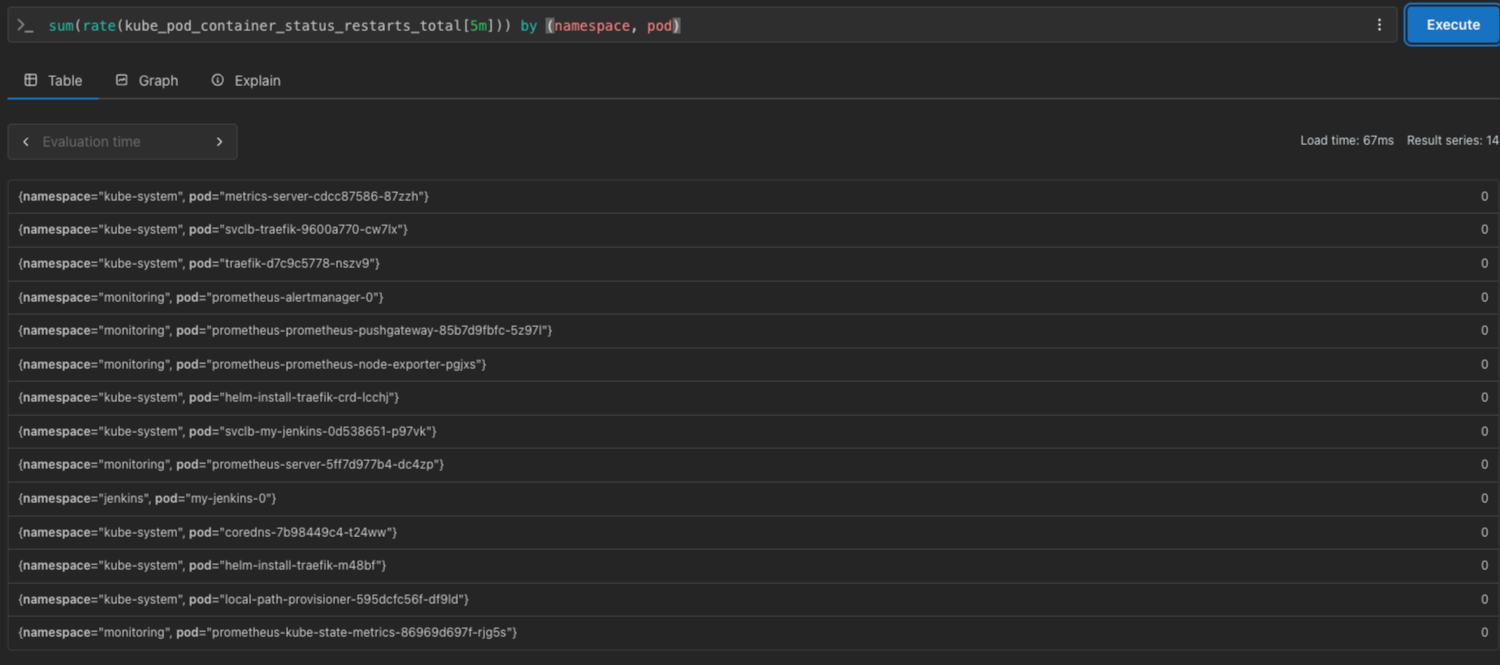 >_ sum(rate(kube_pod_container_status_restarts_total[5m])) by (namespace, pod) Execute
Table Graph Explain
Evaluation time Load time: 67ms Result series: 14
{namespace="kube-system", pod="metrics-server-cdcc87586-87zzh"} 0
{namespace="kube-system", pod="svclb-traefik-9600a770-cw7lx"} 0
{namespace="kube-system", pod="traefik-d7c9c5778-nszv9"} 0
{namespace="monitoring", pod="prometheus-alertmanager-0"} 0
{namespace="monitoring", pod="prometheus-prometheus-pushgateway-85b7d9fbfc-5z97l"} 0
{namespace="monitoring", pod="prometheus-prometheus-node-exporter-pgjxs"} 0
{namespace="kube-system", pod="helm-install-traefik-crd-lcchj"} 0
{namespace="kube-system", pod="svclb-my-jenkins-0d538651-p97vk"} 0
{namespace="monitoring", pod="prometheus-server-5ff7d977b4-dc4zp"} 0
{namespace="jenkins", pod="my-jenkins-0"} 0
{namespace="kube-system", pod="coredns-7b98449c4-t24ww"} 0
{namespace="kube-system", pod="helm-install-traefik-m48bf"} 0
{namespace="kube-system", pod="local-path-provisioner-595dcfc56f-df9ld"} 0
{namespace="monitoring", pod="prometheus-kube-state-metrics-86969d697f-rjg5s"} 0